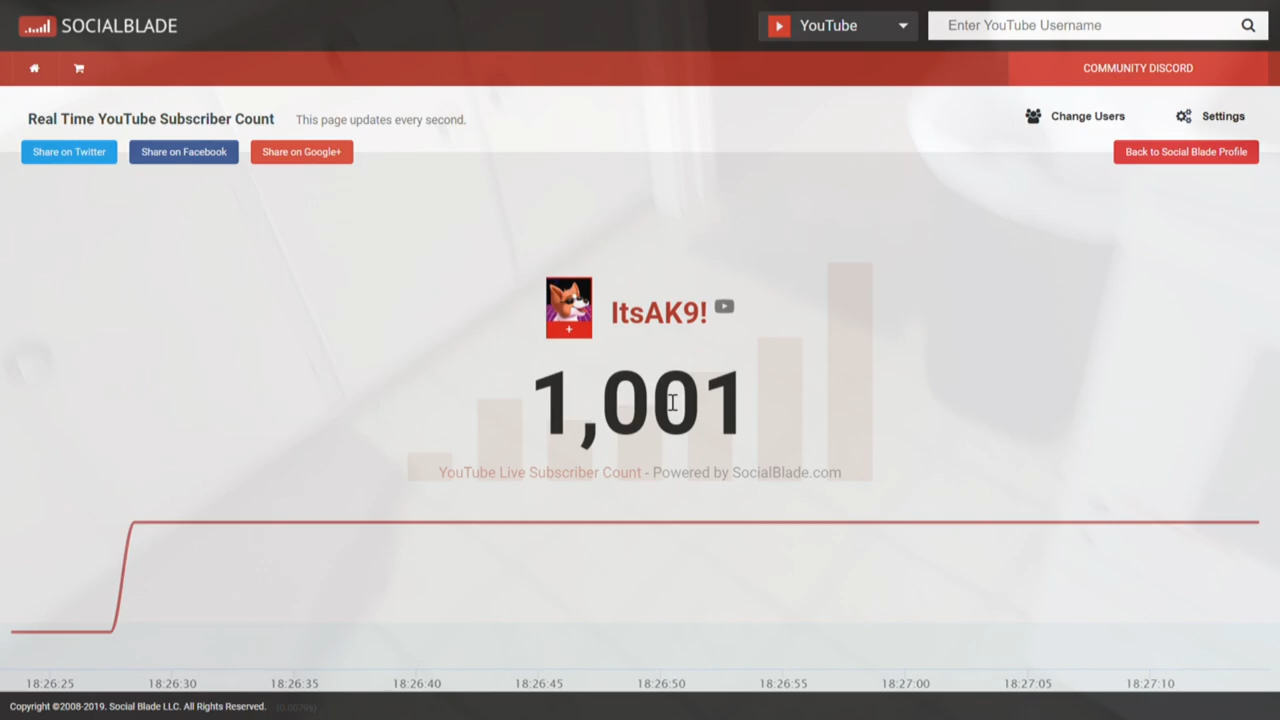 SOCIALBLADE
YouTube
Enter YouTube Username
COMMUNITY DISCORD
Real Time YouTube Subscriber Count
This page updates every second.
Change Users
Settings
Share on Twitter
Share on Facebook
Share on Google+
Back to Social Blade Profile
+
ItsAK9!
1,001
YouTube Live Subscriber Count - Powered by SocialBlade.com
18:26:25 18:26:30 18:26:35 18:26:40 18:26:45 18:26:50 18:26:55 18:27:00 18:27:05 18:27:10
Copyright ©2008-2019. Social Blade LLC. All Rights Reserved.